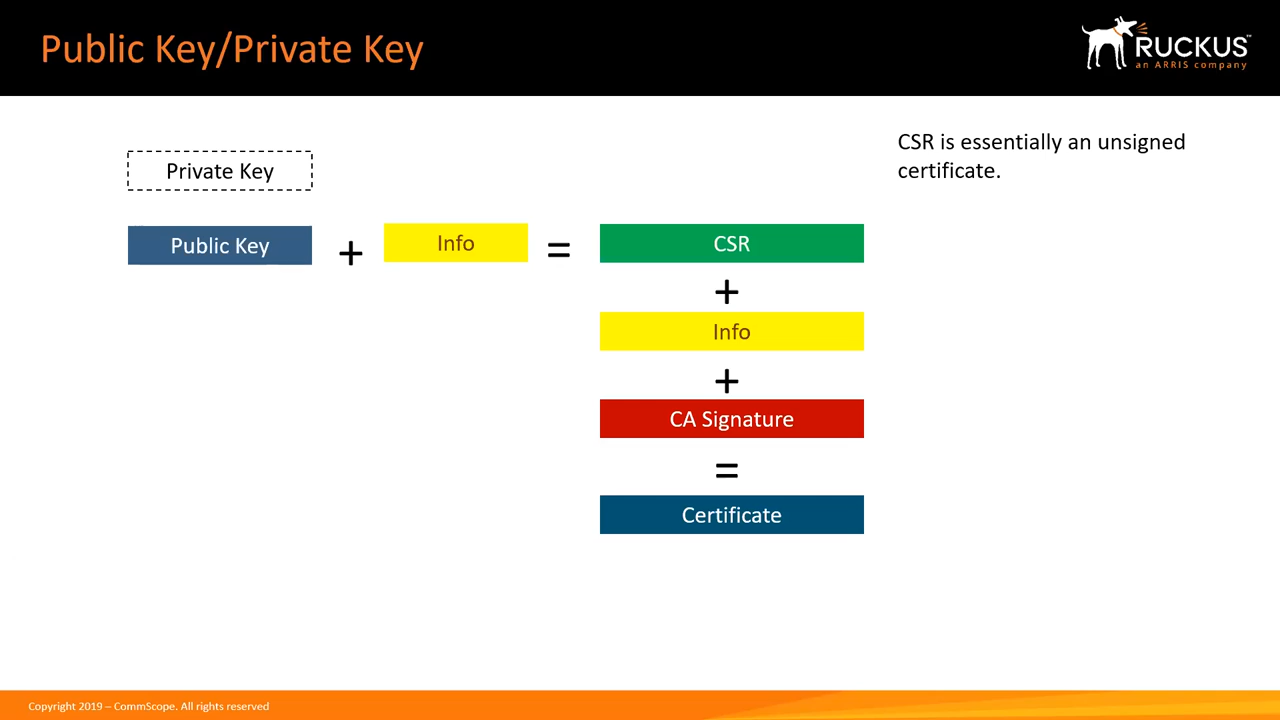 Public Key/Private Key
RUCKUS™
an ARRIS company
CSR is essentially an unsigned
certificate.
Private Key
Public Key + Info = CSR
+
Info
+
CA Signature
=
Certificate
Copyright 2019 – CommScope. All rights reserved